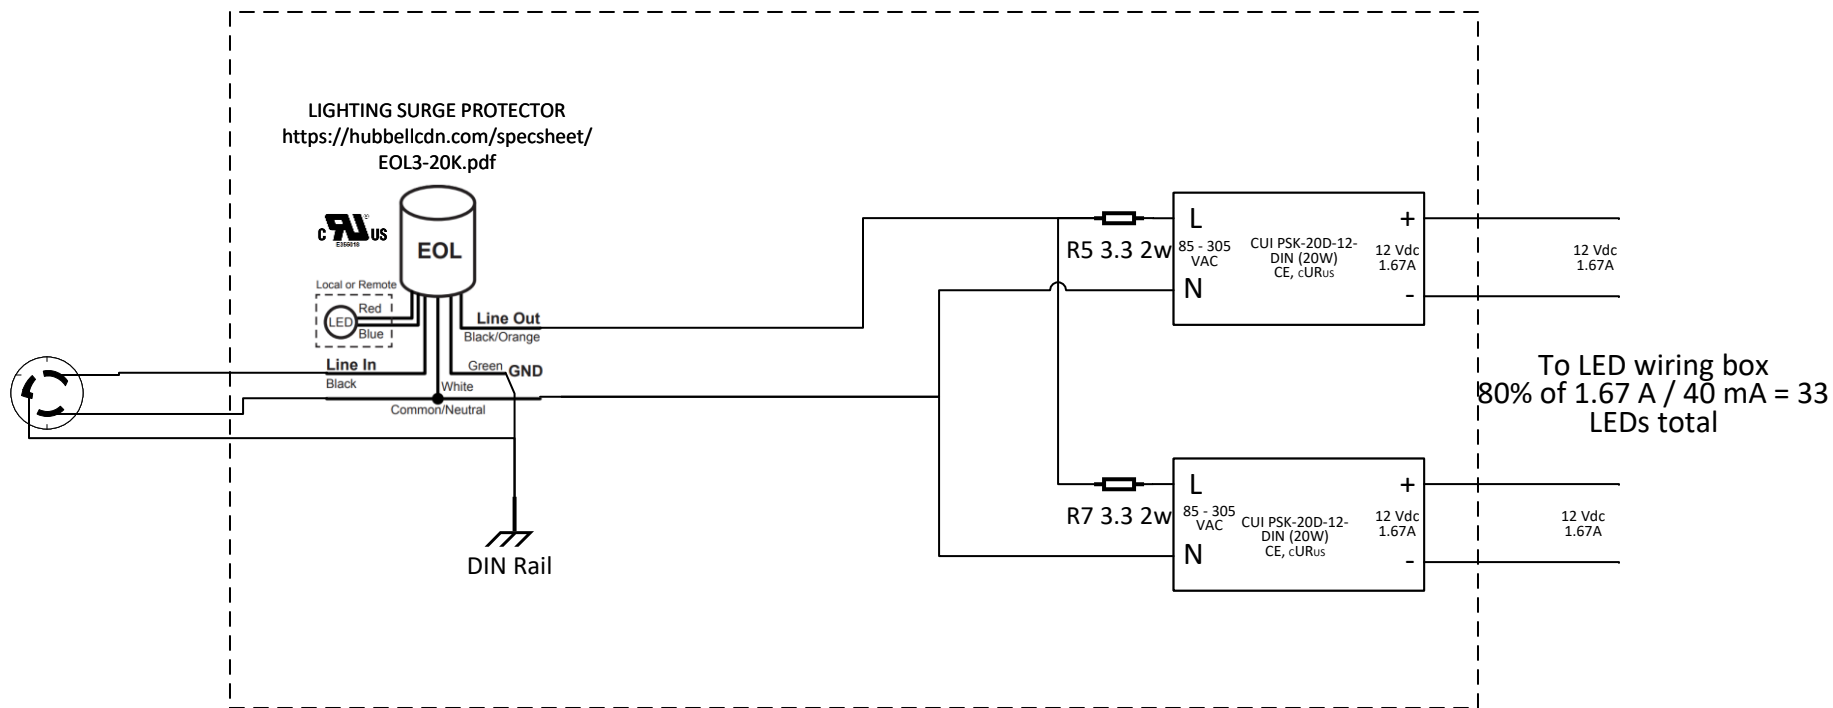 LIGHTING SURGE PROTECTOR
https://hubbellcdn.com/specsheet/
EOL3-20K.pdf
c RU ® US
E355018
EOL
Local or Remote
Red
LED
Blue
Line Out
Black/Orange
Line In
Black
Green GND
White
Common/Neutral
DIN Rail
R5 3.3 2w
L
85 - 305
VAC
N
CUI PSK-20D-12-
DIN (20W)
CE, cURus
+
12 Vdc
1.67A
-
12 Vdc
1.67A
To LED wiring box
80% of 1.67 A / 40 mA = 33
LEDs total
R7 3.3 2w
L
85 - 305
VAC
N
CUI PSK-20D-12-
DIN (20W)
CE, cURus
+
12 Vdc
1.67A
-
12 Vdc
1.67A